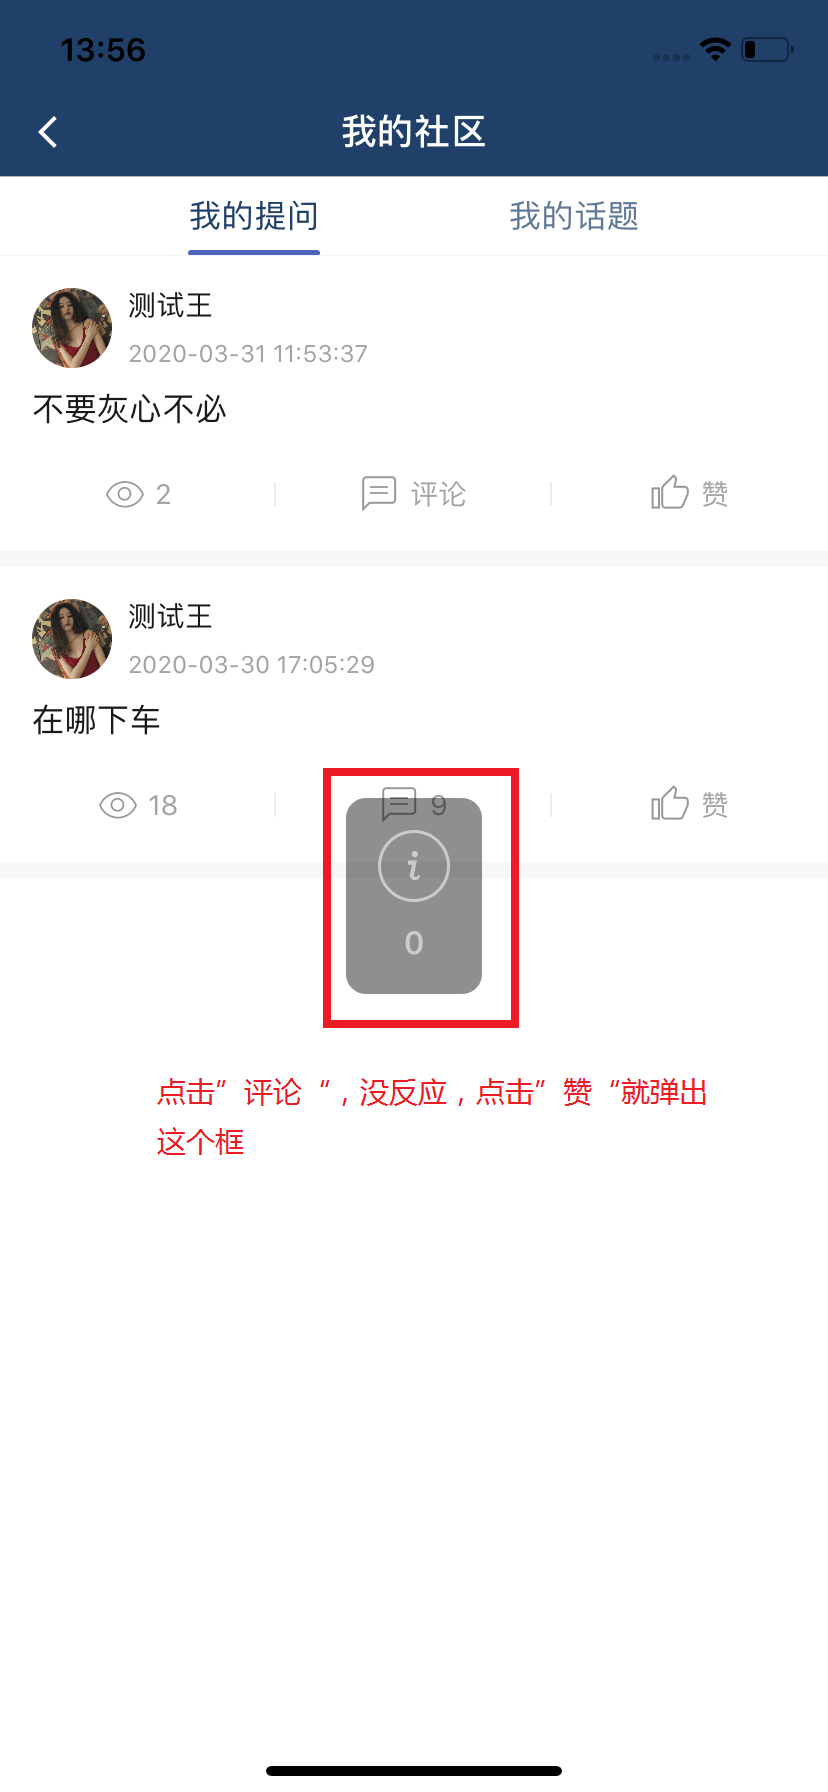 13:56
我的社区
我的提问 我的话题
测试王
2020-03-31 11:53:37
不要灰心不必
2 评论 赞
测试王
2020-03-30 17:05:29
在哪下车
18 9 赞
i
0
点击”评论“，没反应，点击”赞“就弹出
这个框